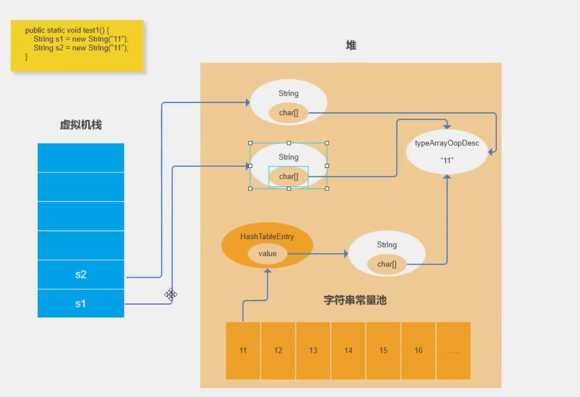 public static void test1() {
String s1 = new String("11");
String s2 = new String("11");
}
堆
虚拟机栈
String
char[]
typeArrayOopDesc
"11"
String
char[]
HashTableEntry
value
String
char[]
s2
s1
字符串常量池
11 12 13 14 15 16 ......